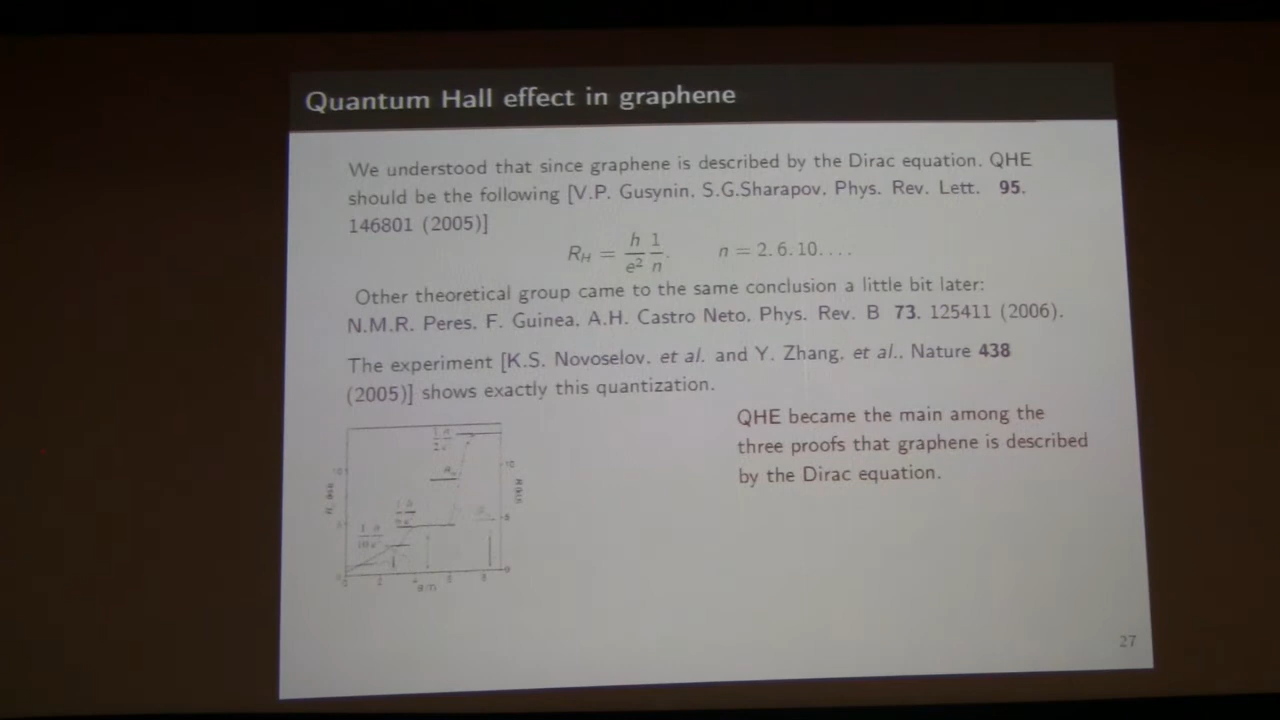 Quantum Hall effect in graphene
We understood that since graphene is described by the Dirac equation, QHE
should be the following [V.P. Gusynin, S.G.Sharapov, Phys. Rev. Lett. 95,
146801 (2005)]
R_H = h/e² 1/n, n = 2, 6, 10, ....
Other theoretical group came to the same conclusion a little bit later:
N.M.R. Peres, F. Guinea, A.H. Castro Neto, Phys. Rev. B 73, 125411 (2006).
The experiment [K.S. Novoselov, et al. and Y. Zhang, et al., Nature 438
(2005)] shows exactly this quantization.
QHE became the main among the
three proofs that graphene is described
by the Dirac equation.
27